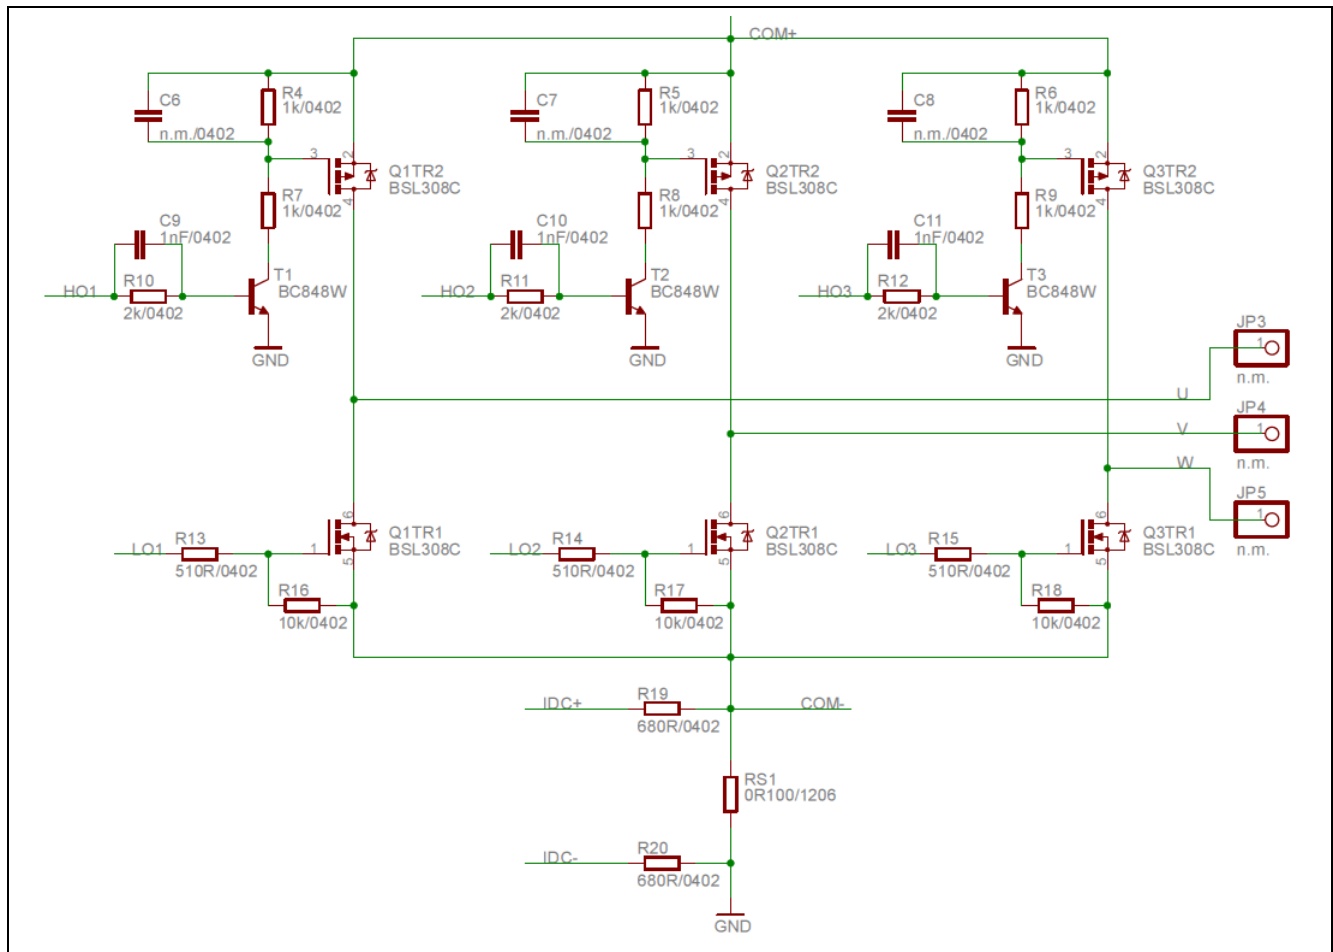 COM+
C6
n.m./0402
R4
1k/0402
C7
n.m./0402
R5
1k/0402
C8
n.m./0402
R6
1k/0402
3
2
4
Q1TR2
BSL308C
3
2
4
Q2TR2
BSL308C
3
2
4
Q3TR2
BSL308C
R7
1k/0402
R8
1k/0402
R9
1k/0402
C9
1nF/0402
C10
1nF/0402
C11
1nF/0402
HO1
R10
2k/0402
T1
BC848W
GND
HO2
R11
2k/0402
T2
BC848W
GND
HO3
R12
2k/0402
T3
BC848W
GND
JP3
1
n.m.
U
JP4
1
n.m.
V
W
JP5
1
n.m.
LO1
R13
510R/0402
1
6
5
Q1TR1
BSL308C
R16
10k/0402
LO2
R14
510R/0402
1
6
5
Q2TR1
BSL308C
R17
10k/0402
LO3
R15
510R/0402
1
6
5
Q3TR1
BSL308C
R18
10k/0402
IDC+
R19
680R/0402
COM-
RS1
0R100/1206
IDC-
R20
680R/0402
GND